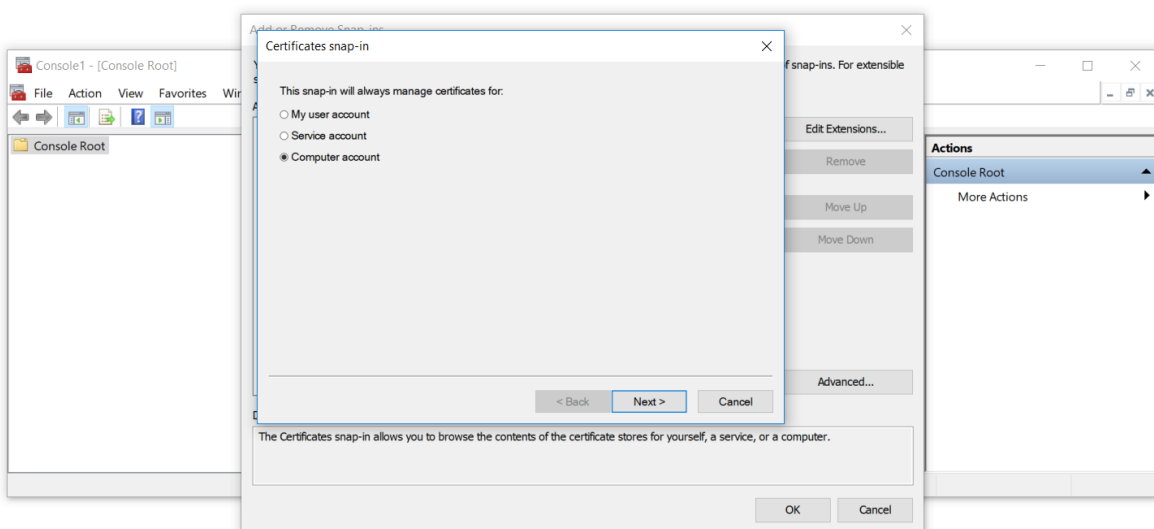 Add or Remove Snap-ins
Certificates snap-in
Console1 - [Console Root]
f snap-ins. For extensible
File Action View Favorites Wir
This snap-in will always manage certificates for:
My user account
Service account
Computer account
Console Root
Edit Extensions...
Remove
Move Up
Move Down
Actions
Console Root
More Actions
Advanced...
< Back Next > Cancel
The Certificates snap-in allows you to browse the contents of the certificate stores for yourself, a service, or a computer.
OK Cancel